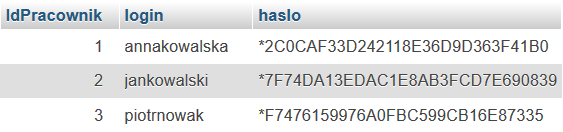 IdPracownik login haslo
1 annakowalska *2C0CAF33D242118E36D9D363F41B0
2 jankowalski *7F74DA13EDAC1E8AB3FCD7E690839
3 piotrnowak *F7476159976A0FBC599CB16E87335